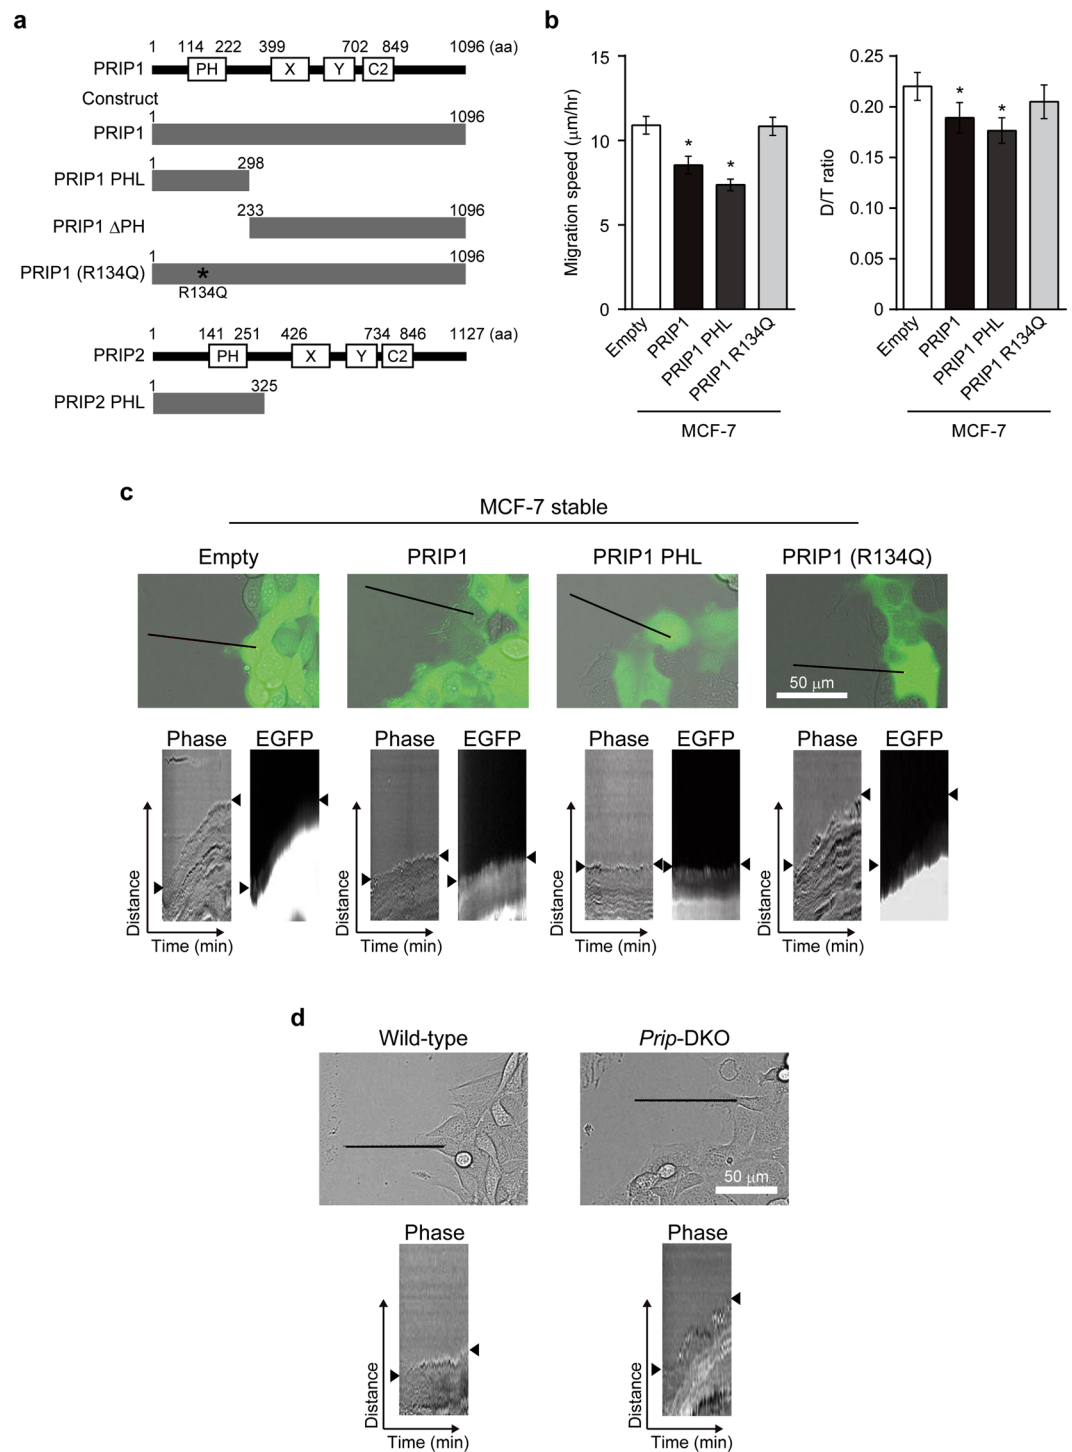 a
1 114 222 399 702 849 1096 (aa)
PRIP1 PH X Y C2
Construct
1 1096
PRIP1
1 298
PRIP1 PHL
233 1096
PRIP1 ΔPH
1 1096
PRIP1 (R134Q) *
R134Q
1 141 251 426 734 846 1127 (aa)
PRIP2 PH X Y C2
1 325
PRIP2 PHL
b
Migration speed (μm/hr)
15
10
5
0
* *
Empty PRIP1 PRIP1 PHL PRIP1 R134Q
MCF-7
D/T ratio
0.25
0.20
0.15
0.10
0.05
0
* *
Empty PRIP1 PRIP1 PHL PRIP1 R134Q
MCF-7
c
MCF-7 stable
Empty PRIP1 PRIP1 PHL PRIP1 (R134Q)
50 μm
Phase EGFP Phase EGFP Phase EGFP Phase EGFP
Distance Distance Distance Distance
Time (min) Time (min) Time (min) Time (min)
d
Wild-type Prip-DKO
50 μm
Phase Phase
Distance Distance
Time (min) Time (min)